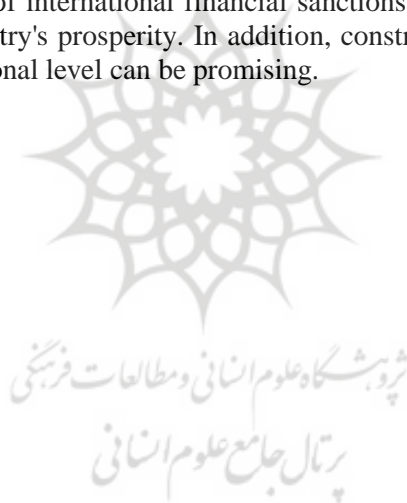 of international financial sanctions
try's prosperity. In addition, constr
onal level can be promising.
پژوهشگاه علوم انسانی و مطالعات فرهنگی
پرتال جامع علوم انسانی